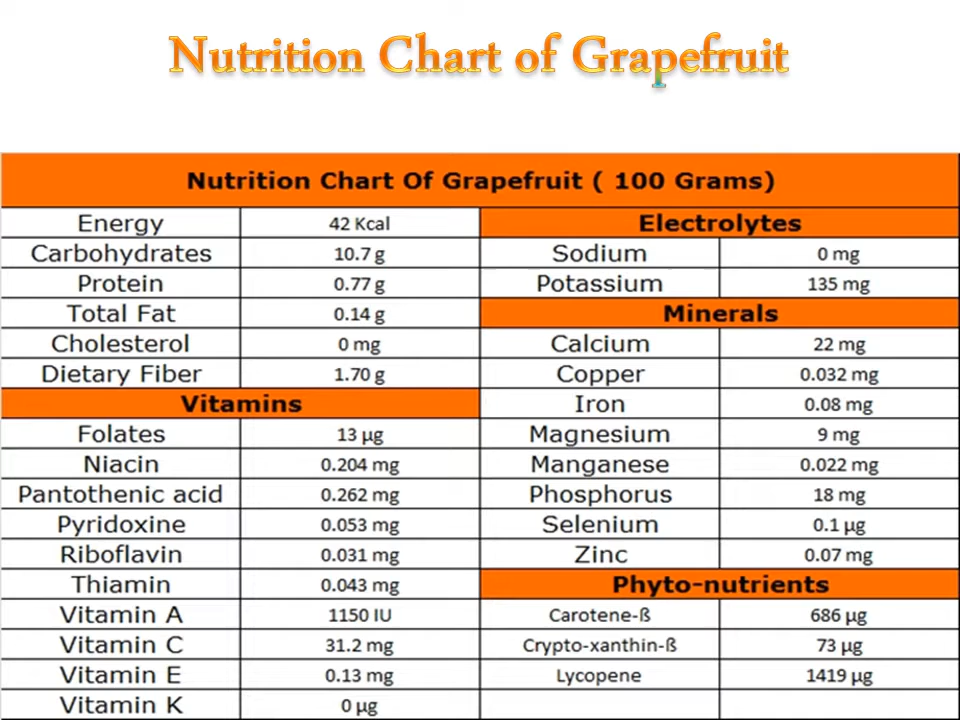 Nutrition Chart of Grapefruit
Nutrition Chart Of Grapefruit ( 100 Grams)
Energy 42 Kcal Electrolytes
Carbohydrates 10.7 g Sodium 0 mg
Protein 0.77 g Potassium 135 mg
Total Fat 0.14 g Minerals
Cholesterol 0 mg Calcium 22 mg
Dietary Fiber 1.70 g Copper 0.032 mg
Vitamins Iron 0.08 mg
Folates 13 µg Magnesium 9 mg
Niacin 0.204 mg Manganese 0.022 mg
Pantothenic acid 0.262 mg Phosphorus 18 mg
Pyridoxine 0.053 mg Selenium 0.1 µg
Riboflavin 0.031 mg Zinc 0.07 mg
Thiamin 0.043 mg Phyto-nutrients
Vitamin A 1150 IU Carotene-ß 686 µg
Vitamin C 31.2 mg Crypto-xanthin-ß 73 µg
Vitamin E 0.13 mg Lycopene 1419 µg
Vitamin K 0 µg